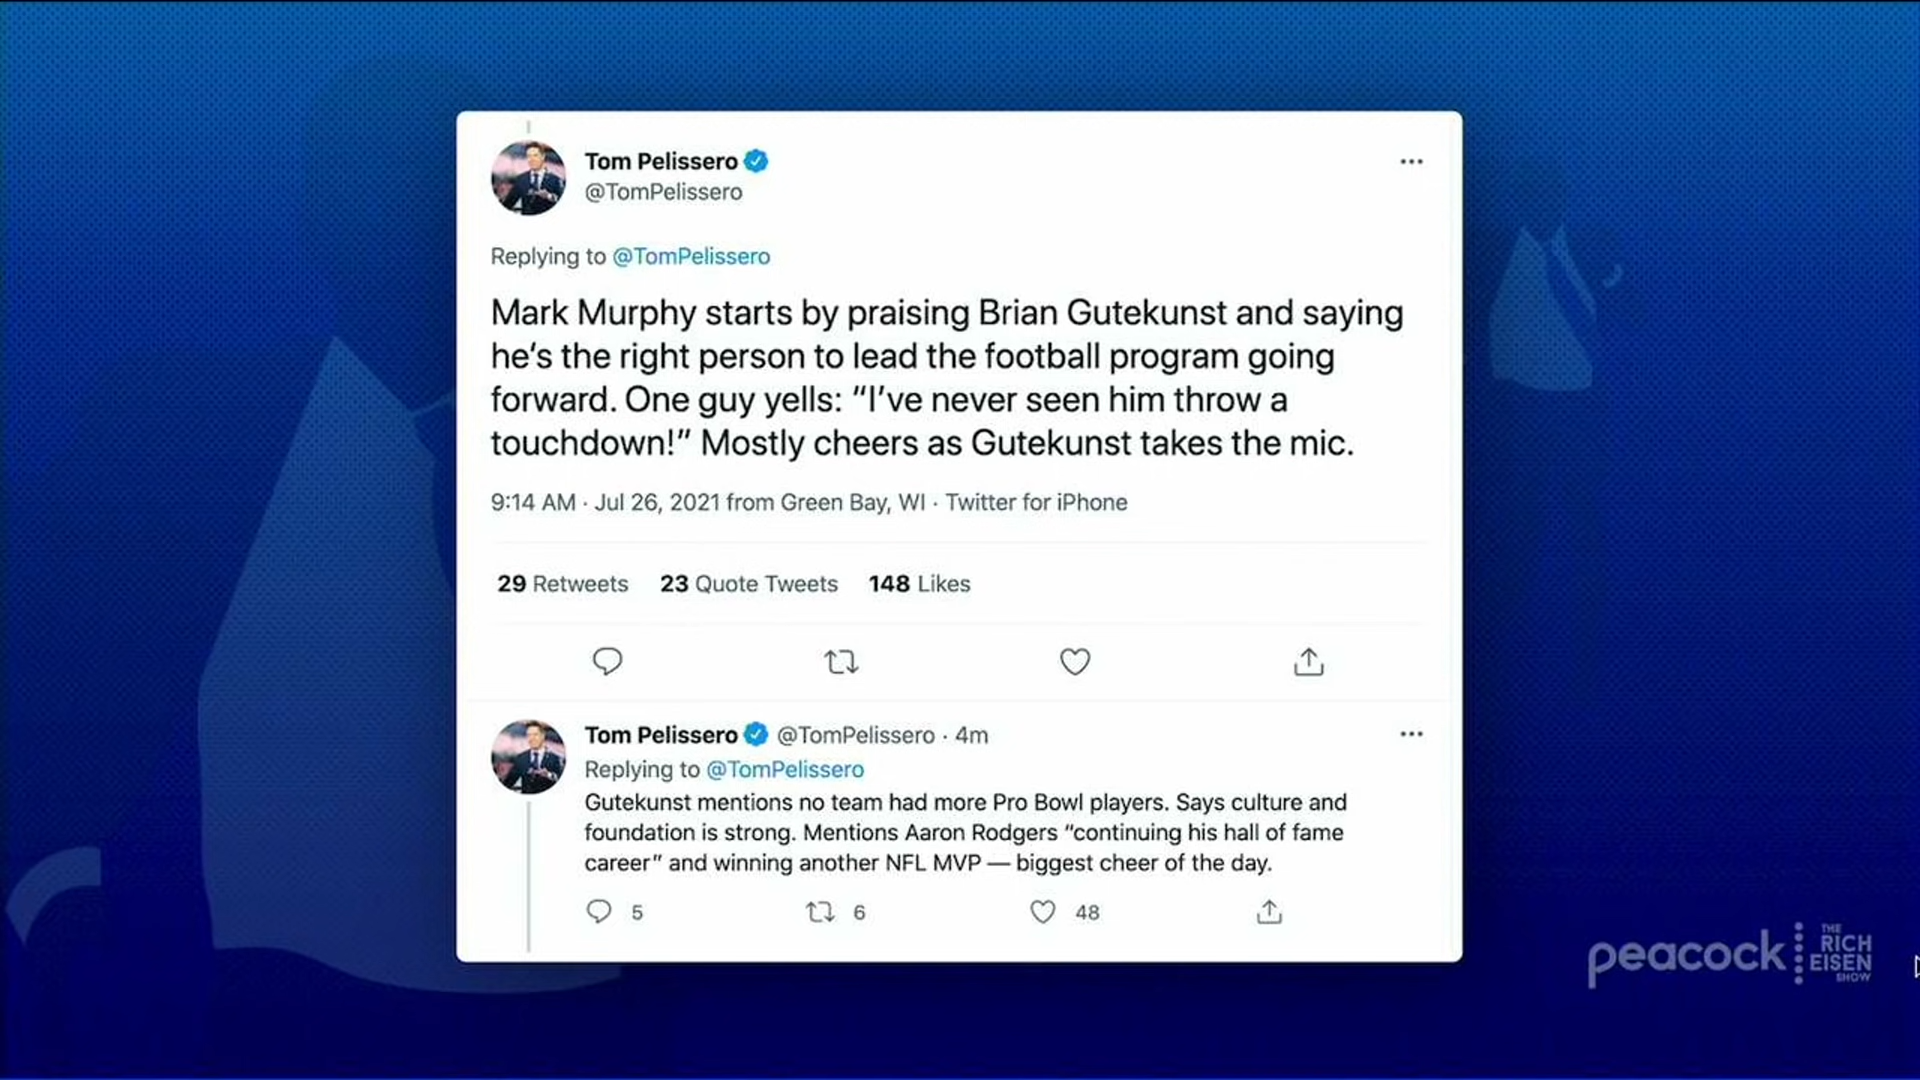 Tom Pelissero
@TomPelissero
Replying to @TomPelissero
Mark Murphy starts by praising Brian Gutekunst and saying
he's the right person to lead the football program going
forward. One guy yells: “I've never seen him throw a
touchdown!” Mostly cheers as Gutekunst takes the mic.
9:14 AM · Jul 26, 2021 from Green Bay, WI · Twitter for iPhone
29 Retweets 23 Quote Tweets 148 Likes
Tom Pelissero @TomPelissero · 4m
Replying to @TomPelissero
Gutekunst mentions no team had more Pro Bowl players. Says culture and
foundation is strong. Mentions Aaron Rodgers “continuing his hall of fame
career” and winning another NFL MVP — biggest cheer of the day.
5 6 48
peacock
THE
RICH
EISEN
SHOW